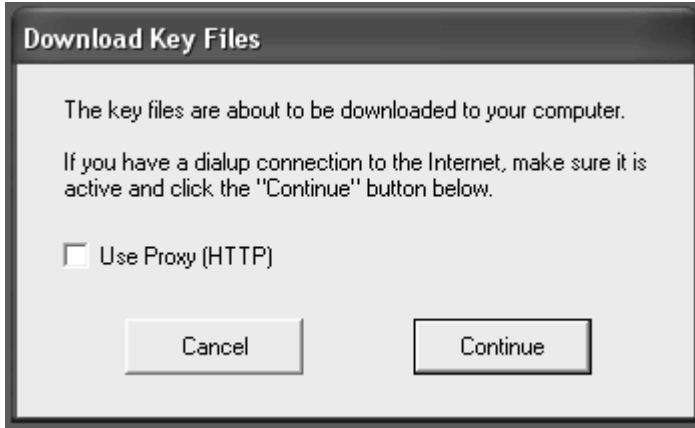 Download Key Files
The key files are about to be downloaded to your computer.
If you have a dialup connection to the Internet, make sure it is
active and click the "Continue" button below.
Use Proxy (HTTP)
Cancel
Continue